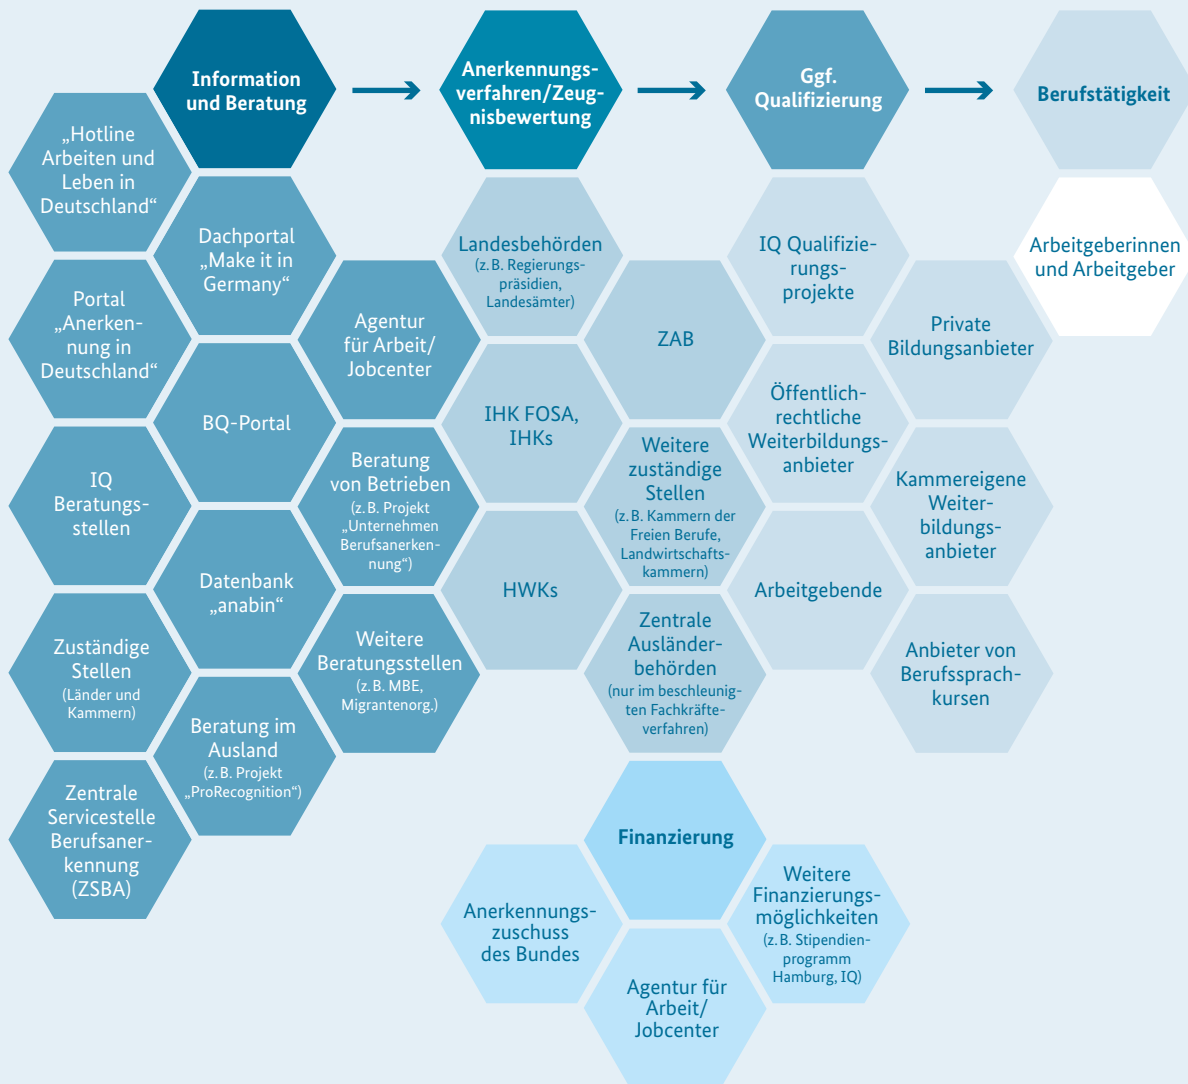 Information
und Beratung
Anerkennungs-
verfahren/Zeug-
nisbewertung
Ggf.
Qualifizierung
Berufstätigkeit
„Hotline
Arbeiten und
Leben in
Deutschland“
Portal
„Anerken-
nung in
Deutschland“
IQ
Beratungs-
stellen
Zuständige
Stellen
(Länder und
Kammern)
Zentrale
Servicestelle
Berufsaner-
kennung
(ZSBA)
Dachportal
„Make it in
Germany“
BQ-Portal
Datenbank
„anabin“
Beratung im
Ausland
(z. B. Projekt
„ProRecognition“)
Agentur
für Arbeit/
Jobcenter
Beratung
von Betrieben
(z. B. Projekt
„Unternehmen
Berufsanerken-
nung“)
Weitere
Beratungsstellen
(z. B. MBE,
Migrantenorg.)
Landesbehörden
(z. B. Regierungs-
präsidien,
Landesämter)
IHK FOSA,
IHKs
HWKs
ZAB
Weitere
zuständige
Stellen
(z. B. Kammern der
Freien Berufe,
Landwirtschafts-
kammern)
Zentrale
Ausländer-
behörden
(nur im beschleunig-
ten Fachkräfte-
verfahren)
IQ Qualifizie-
rungs-
projekte
Öffentlich-
rechtliche
Weiterbildungs-
anbieter
Arbeitgebende
Private
Bildungsanbieter
Kammereigene
Weiter-
bildungs-
anbieter
Anbieter von
Berufssprach-
kursen
Arbeitgeberinnen
und Arbeitgeber
Finanzierung
Anerkennungs-
zuschuss
des Bundes
Agentur für
Arbeit/
Jobcenter
Weitere
Finanzierungs-
möglichkeiten
(z. B. Stipendien-
programm
Hamburg, IQ)